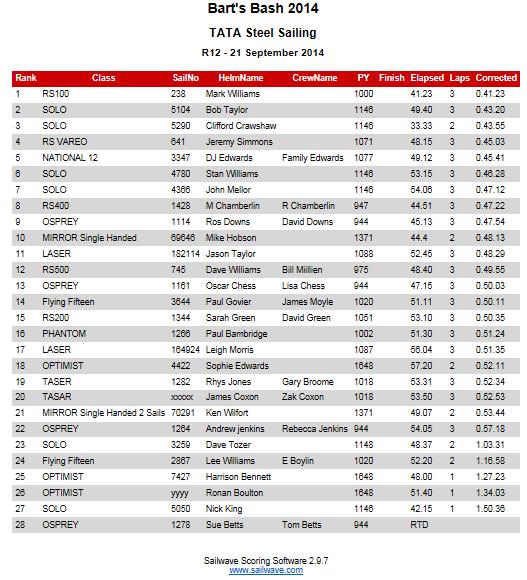 Bart's Bash 2014
TATA Steel Sailing
R12 - 21 September 2014
Rank Class SailNo HelmName CrewName PY Finish Elapsed Laps Corrected
1 RS100 238 Mark Williams 1000 41.23 3 0.41.23
2 SOLO 5104 Bob Taylor 1146 49.40 3 0.43.20
3 SOLO 5290 Clifford Crawshaw 1146 33.33 2 0.43.55
4 RS VAREO 641 Jeremy Simmons 1071 48.15 3 0.45.03
5 NATIONAL 12 3347 DJ Edwards Family Edwards 1077 49.12 3 0.45.41
6 SOLO 4780 Stan Williams 1146 53.15 3 0.46.28
7 SOLO 4366 John Mellor 1146 54.06 3 0.47.12
8 RS400 1428 M Chamberlin R Chamberlin 947 44.51 3 0.47.22
9 OSPREY 1114 Ros Downs David Downs 944 45.13 3 0.47.54
10 MIRROR Single Handed 69646 Mike Hobson 1371 44.4 2 0.48.13
11 LASER 182114 Jason Taylor 1088 52.45 3 0.48.29
12 RS500 745 Dave Williams Bill Miillien 975 48.40 3 0.49.55
13 OSPREY 1161 Oscar Chess Lisa Chess 944 47.15 3 0.50.03
14 Flying Fifteen 3644 Paul Govier James Moyle 1020 51.11 3 0.50.11
15 RS200 1344 Sarah Green David Green 1051 53.10 3 0.50.35
16 PHANTOM 1266 Paul Bambridge 1002 51.30 3 0.51.24
17 LASER 164924 Leigh Morris 1087 56.04 3 0.51.35
18 OPTIMIST 4422 Sophie Edwards 1648 57.20 2 0.52.11
19 TASER 1282 Rhys Jones Gary Broome 1018 53.31 3 0.52.34
20 TASAR xxxxx James Coxon Zak Coxon 1018 53.50 3 0.52.53
21 MIRROR Single Handed 2 Sails 70291 Ken Wilfort 1371 49.07 2 0.53.44
22 OSPREY 1264 Andrew jenkins Rebecca Jenkins 944 54.05 3 0.57.18
23 SOLO 3259 Dave Tozer 1148 48.37 2 1.03.31
24 Flying Fifteen 2867 Lee Williams E Boylin 1020 52.20 2 1.16.58
25 OPTIMIST 7427 Harrison Bennett 1648 48.00 1 1.27.23
26 OPTIMIST yyyy Ronan Boulton 1648 51.40 1 1.34.03
27 SOLO 5050 Nick King 1146 42.15 1 1.50.36
28 OSPREY 1278 Sue Betts Tom Betts 944 RTD
Sailwave Scoring Software 2.9.7
www.sailwave.com